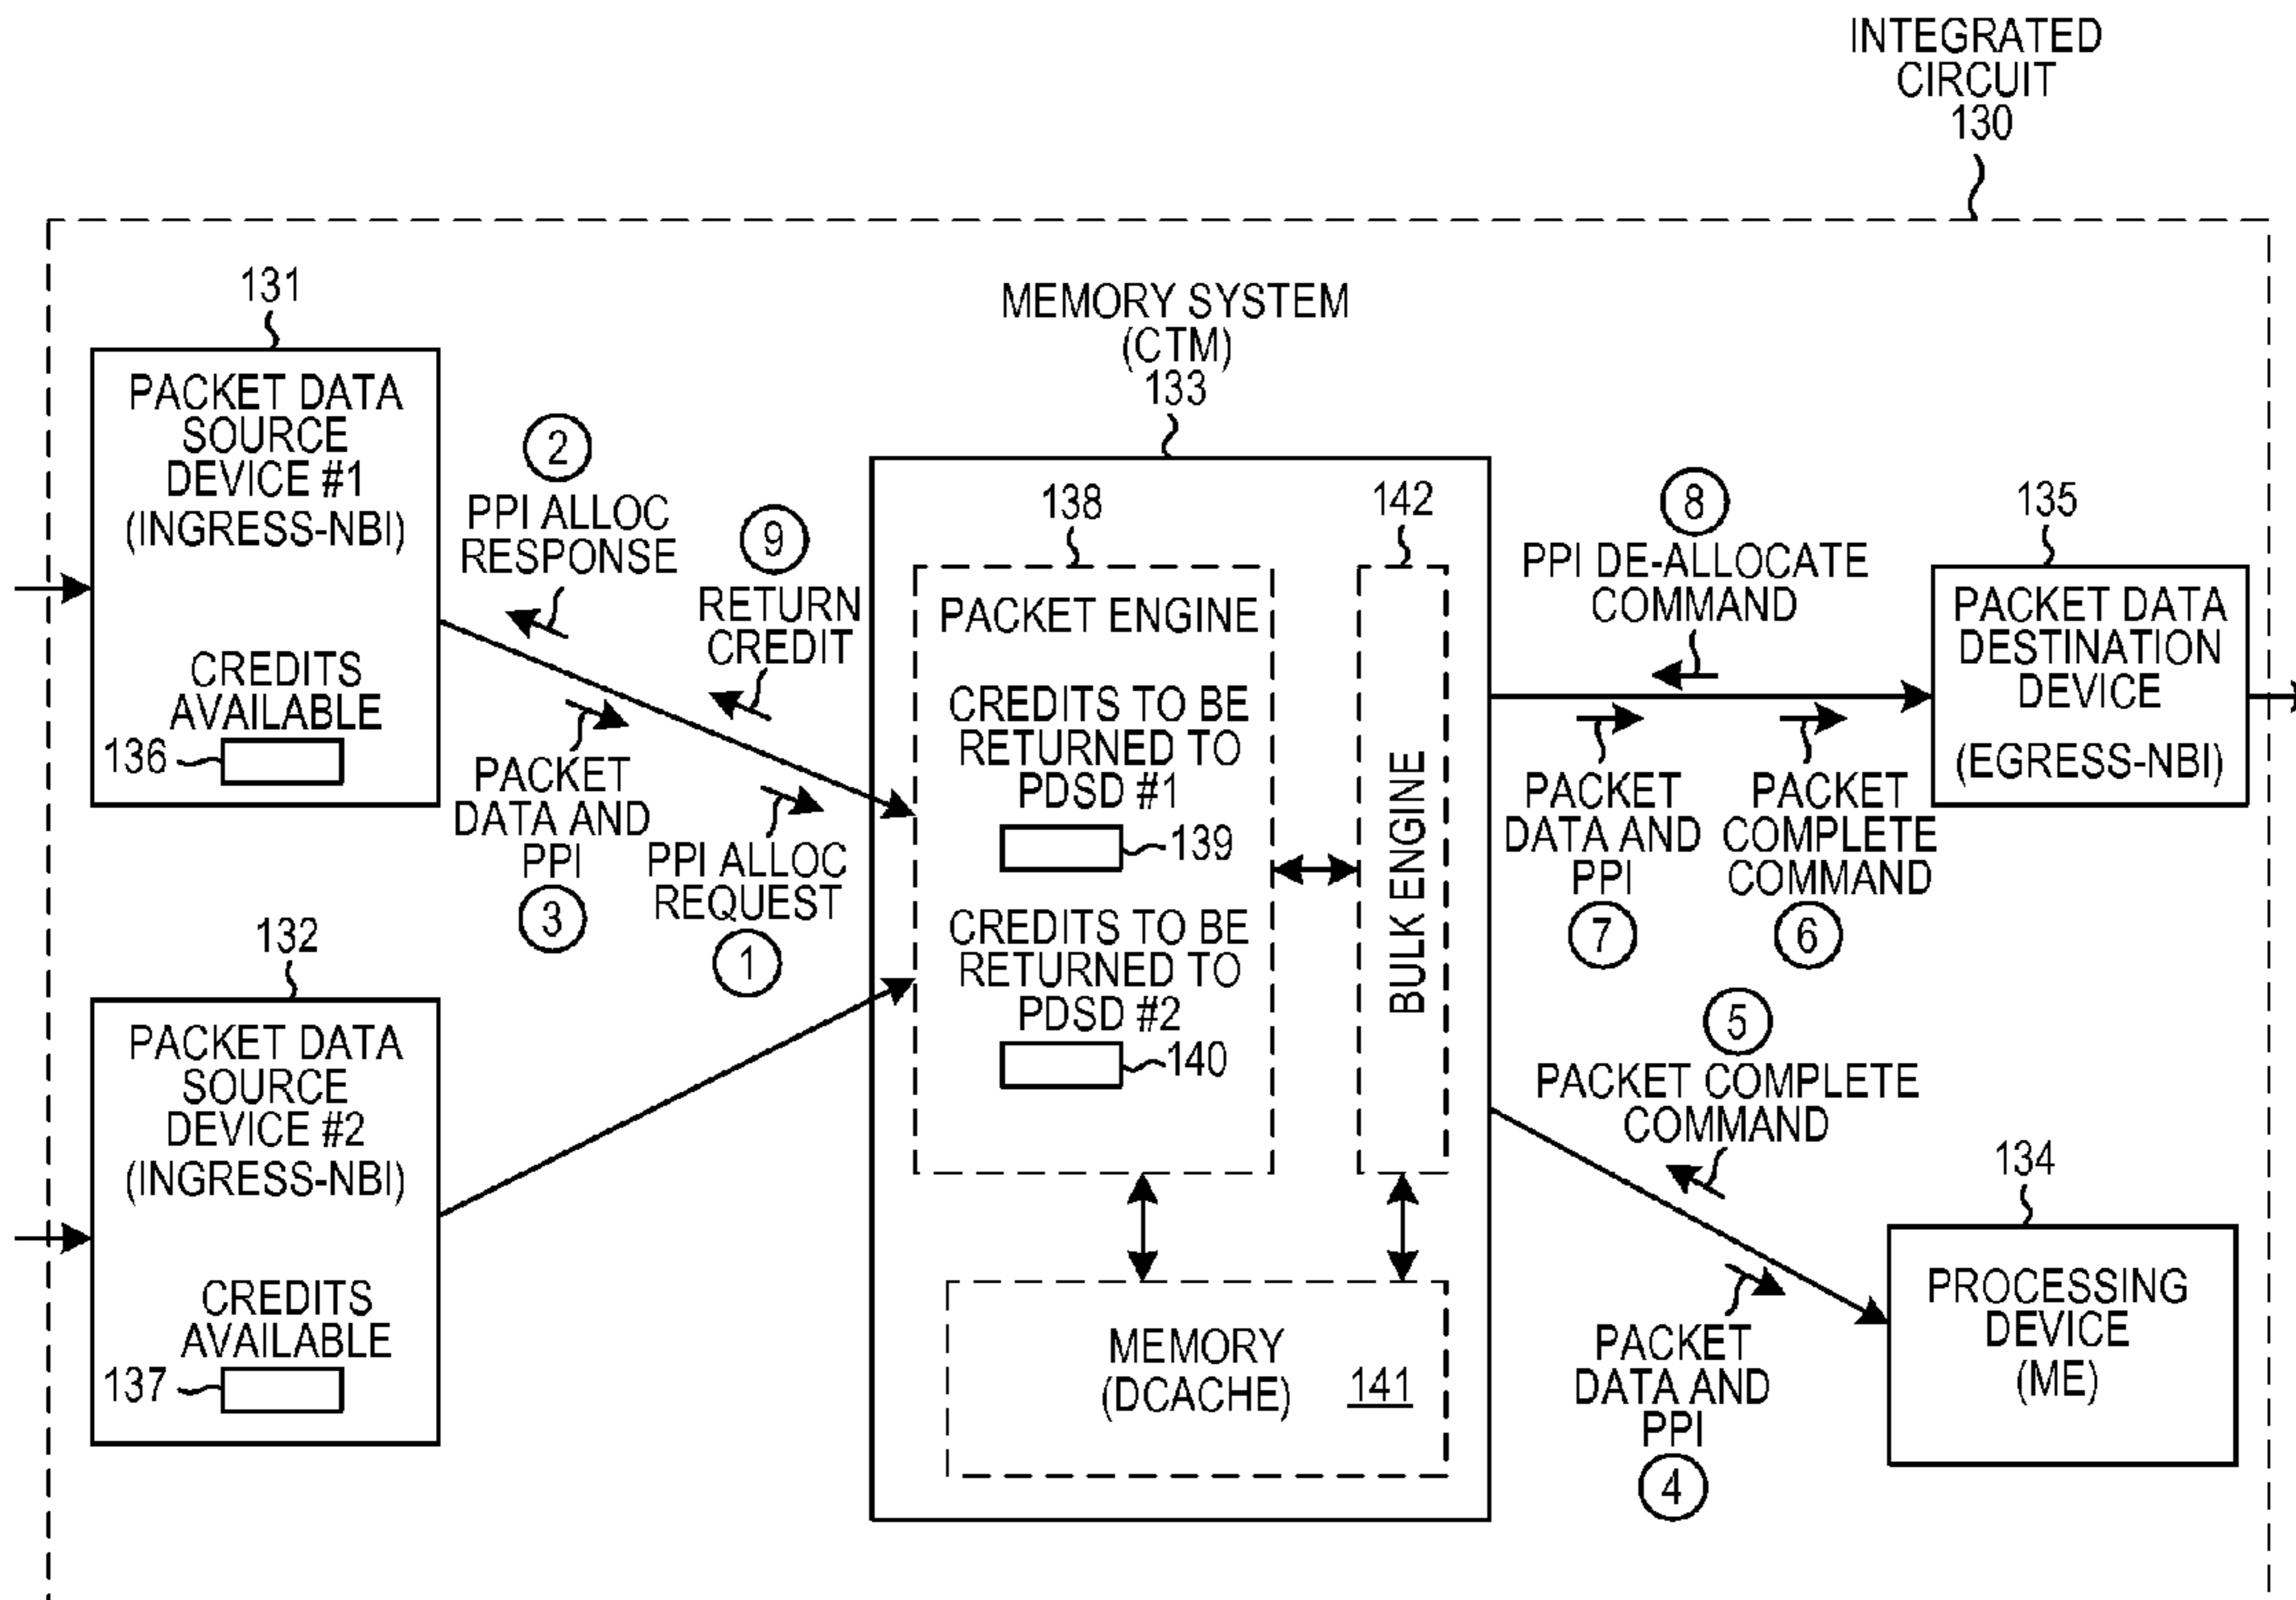 INTEGRATED
CIRCUIT
130
131
PACKET DATA
SOURCE
DEVICE #1
(INGRESS-NBI)
CREDITS
AVAILABLE
136
2
PPI ALLOC
RESPONSE
9
RETURN
CREDIT
PACKET
DATA AND
PPI
3
PPI ALLOC
REQUEST
1
132
PACKET DATA
SOURCE
DEVICE #2
(INGRESS-NBI)
CREDITS
AVAILABLE
137
MEMORY SYSTEM
(CTM)
133
138
PACKET ENGINE
CREDITS TO BE
RETURNED TO
PDSD #1
139
CREDITS TO BE
RETURNED TO
PDSD #2
140
142
BULK ENGINE
MEMORY
(DCACHE)
141
8
PPI DE-ALLOCATE
COMMAND
PACKET
DATA AND
PPI
7
PACKET
COMPLETE
COMMAND
6
135
PACKET DATA
DESTINATION
DEVICE
(EGRESS-NBI)
5
PACKET COMPLETE
COMMAND
PACKET
DATA AND
PPI
4
134
PROCESSING
DEVICE
(ME)